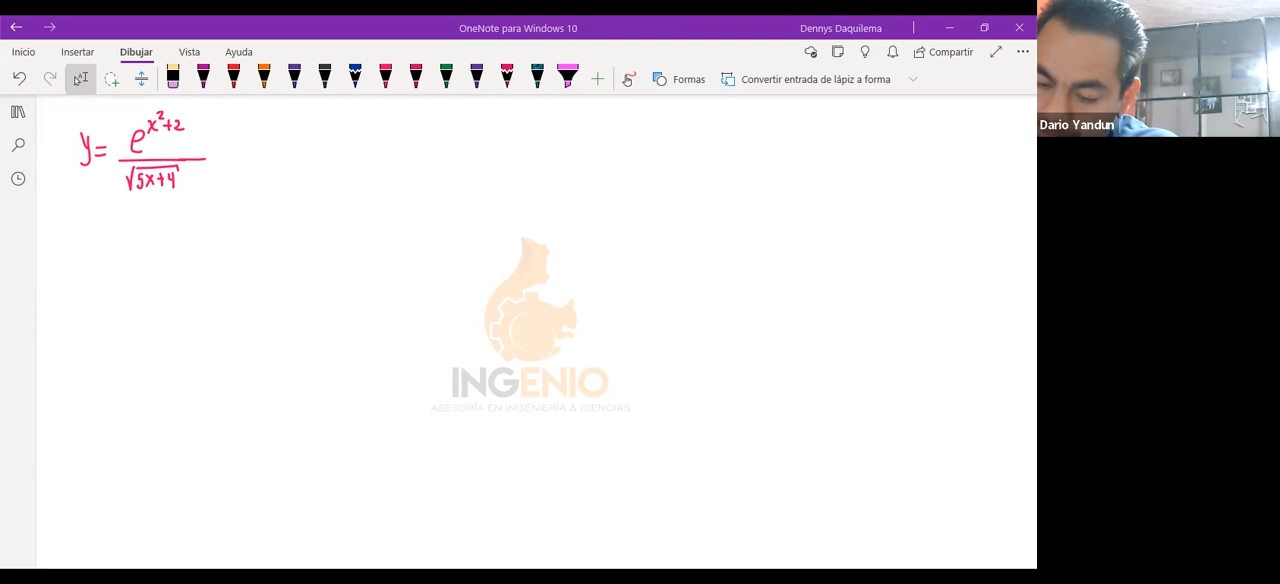 OneNote para Windows 10
Dennys Daquilema
Inicio
Insertar
Dibujar
Vista
Ayuda
Compartir
Formas
Convertir entrada de lápiz a forma
Dario Yandun
y = e^(x^2+2) / √(5x+4)
INGENIO
ASESORÍA EN INGENIERÍA & CIENCIAS